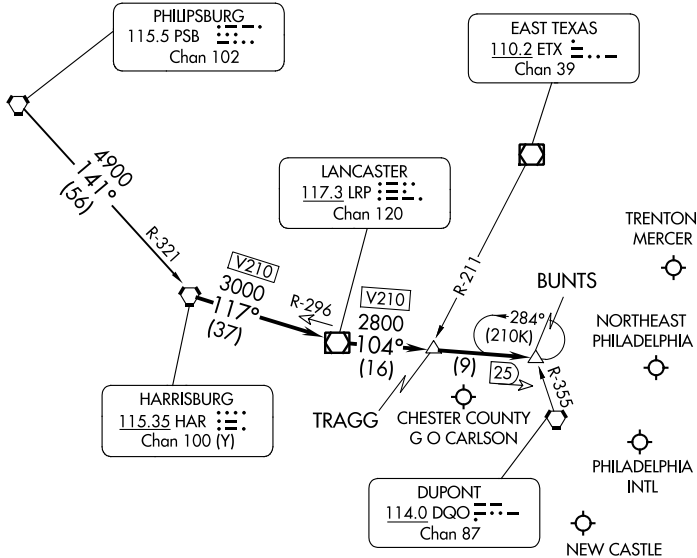 PHILIPSBURG
115.5 PSB
Chan 102
EAST TEXAS
110.2 ETX
Chan 39
4900
141°
(56)
R-321
LANCASTER
117.3 LRP
Chan 120
TRENTON
MERCER
V210
3000
117°
(37)
R-296
V210
2800
104°
(16)
R-211
BUNTS
284°
(210K)
NORTHEAST
PHILADELPHIA
(9)
25
R-355
HARRISBURG
115.35 HAR
Chan 100 (Y)
TRAGG
CHESTER COUNTY
G O CARLSON
PHILADELPHIA
INTL
DUPONT
114.0 DQO
Chan 87
NEW CASTLE